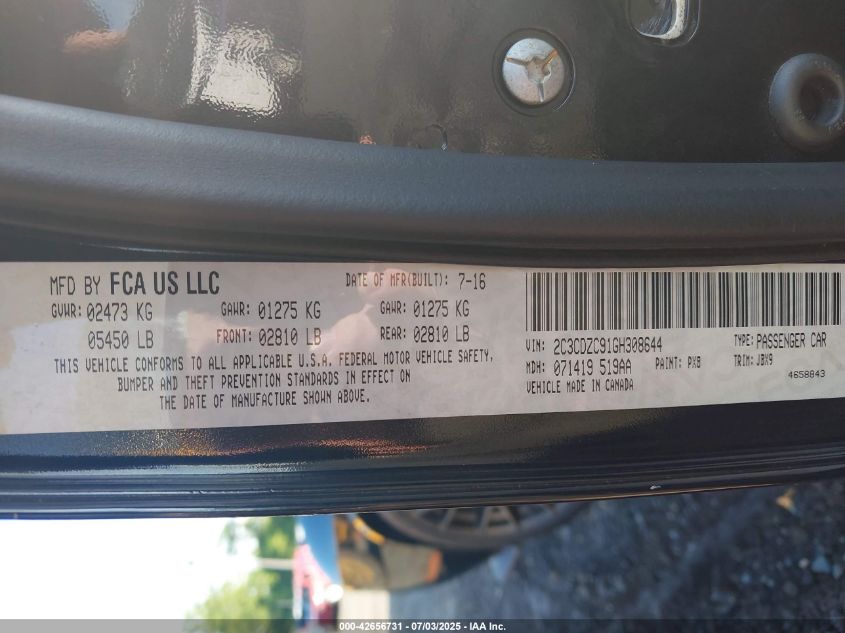 MFD BY FCA US LLC DATE OF MFR(BUILT): 7-16
GVWR: 02473 KG GAWR: 01275 KG GAWR: 01275 KG
05450 LB FRONT: 02810 LB REAR: 02810 LB
THIS VEHICLE CONFORMS TO ALL APPLICABLE U.S.A. FEDERAL MOTOR VEHICLE SAFETY,
BUMPER AND THEFT PREVENTION STANDARDS IN EFFECT ON
THE DATE OF MANUFACTURE SHOWN ABOVE.
VIN: 2C3CDZC91GH308644 TYPE: PASSENGER CAR
MDH: 071419 519AA PAINT: PX8 TRIM: JBX9
VEHICLE MADE IN CANADA 4658843
000-42656731 - 07/03/2025 - IAA Inc.